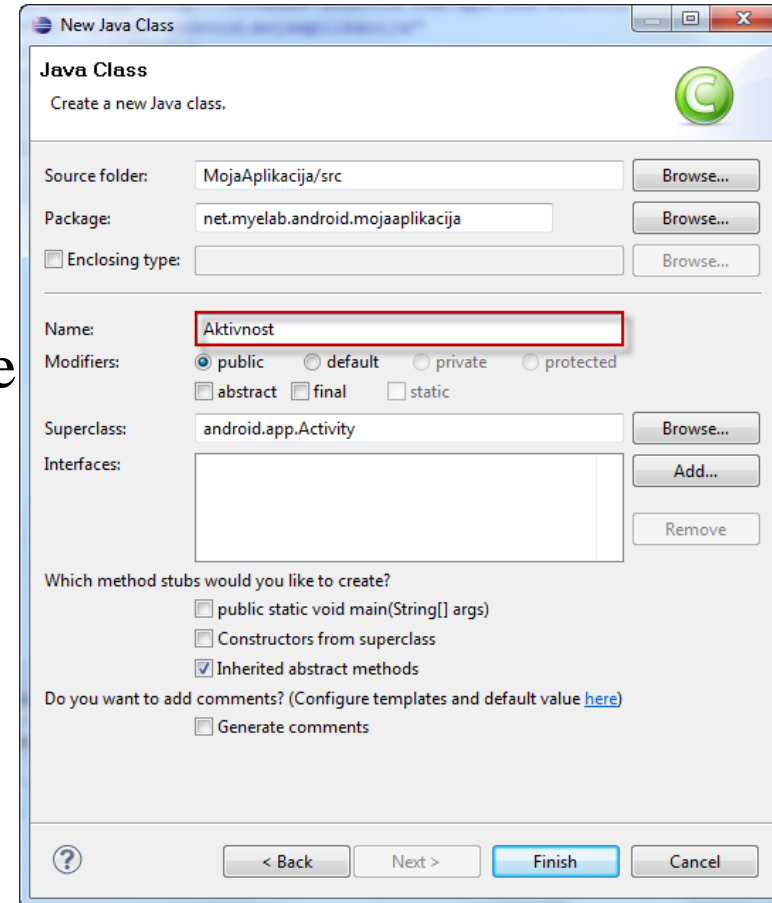 New Java Class
Java Class
Create a new Java class.
C
Source folder: MojaAplikacija/src Browse...
Package: net.myelab.android.mojaaplikacija Browse...
Enclosing type: Browse...
Name: Aktivnost
e
Modifiers: public default private protected
abstract final static
Superclass: android.app.Activity Browse...
Interfaces: Add...
Remove
Which method stubs would you like to create?
public static void main(String[] args)
Constructors from superclass
Inherited abstract methods
Do you want to add comments? (Configure templates and default value here)
Generate comments
? < Back Next > Finish Cancel